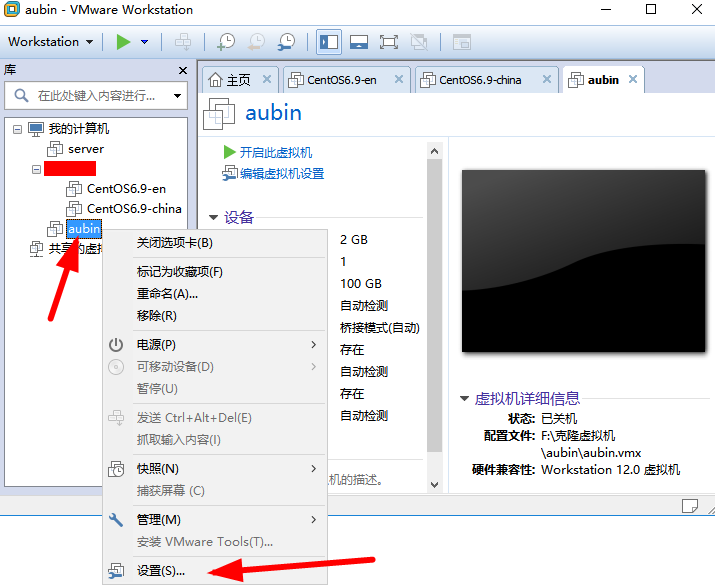 aubin - VMware Workstation
Workstation
库
在此处键入内容进行...
我的计算机
server
CentOS6.9-en
CentOS6.9-china
aubin
共享的虚拟
主页
CentOS6.9-en
CentOS6.9-china
aubin
aubin
开启此虚拟机
编辑虚拟机设置
设备
2 GB
1
100 GB
自动检测
桥接模式(自动)
存在
自动检测
存在
自动检测
机的描述。
关闭选项卡(B)
标记为收藏项(F)
重命名(A)...
移除(R)
电源(P)
可移动设备(D)
暂停(U)
发送 Ctrl+Alt+Del(E)
抓取输入内容(I)
快照(N)
捕获屏幕 (C)
管理(M)
安装 VMware Tools(T)...
设置(S)...
虚拟机详细信息
状态: 已关机
配置文件: F:\克隆虚拟机
\aubin\aubin.vmx
硬件兼容性: Workstation 12.0 虚拟机